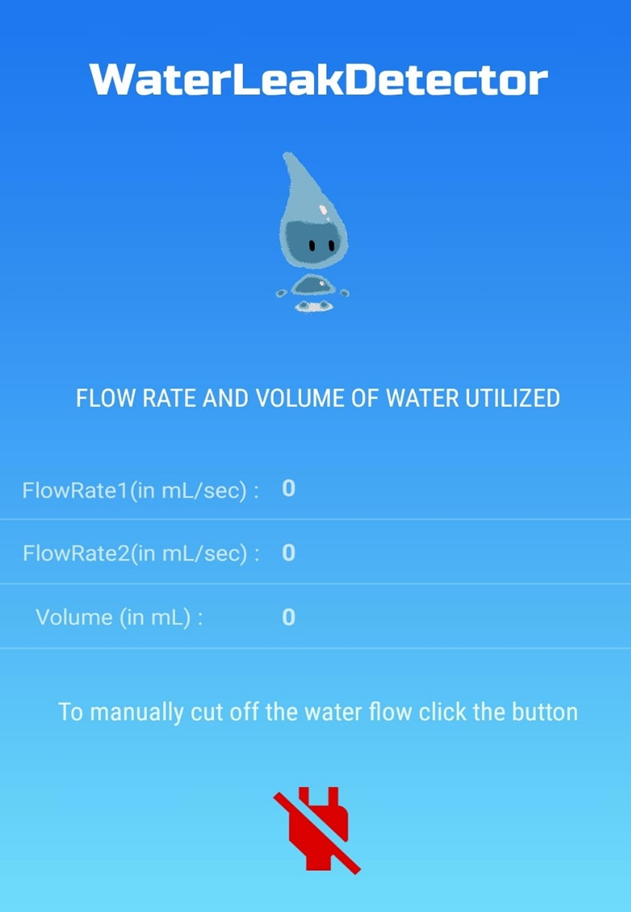 WaterLeakDetector
FLOW RATE AND VOLUME OF WATER UTILIZED
FlowRate1(in mL/sec) : 0
FlowRate2(in mL/sec) : 0
Volume (in mL) : 0
To manually cut off the water flow click the button